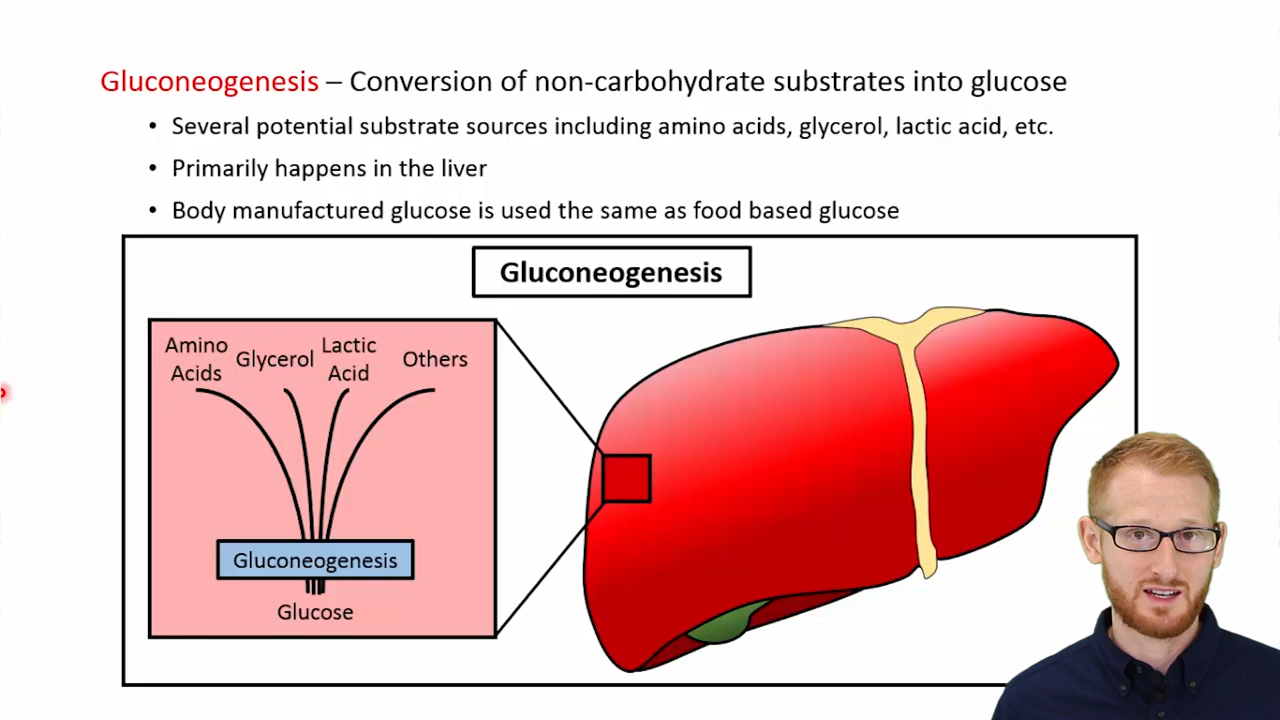 Gluconeogenesis – Conversion of non-carbohydrate substrates into glucose
• Several potential substrate sources including amino acids, glycerol, lactic acid, etc.
• Primarily happens in the liver
• Body manufactured glucose is used the same as food based glucose
Gluconeogenesis
Amino Acids
Glycerol
Lactic Acid
Others
Gluconeogenesis
Glucose